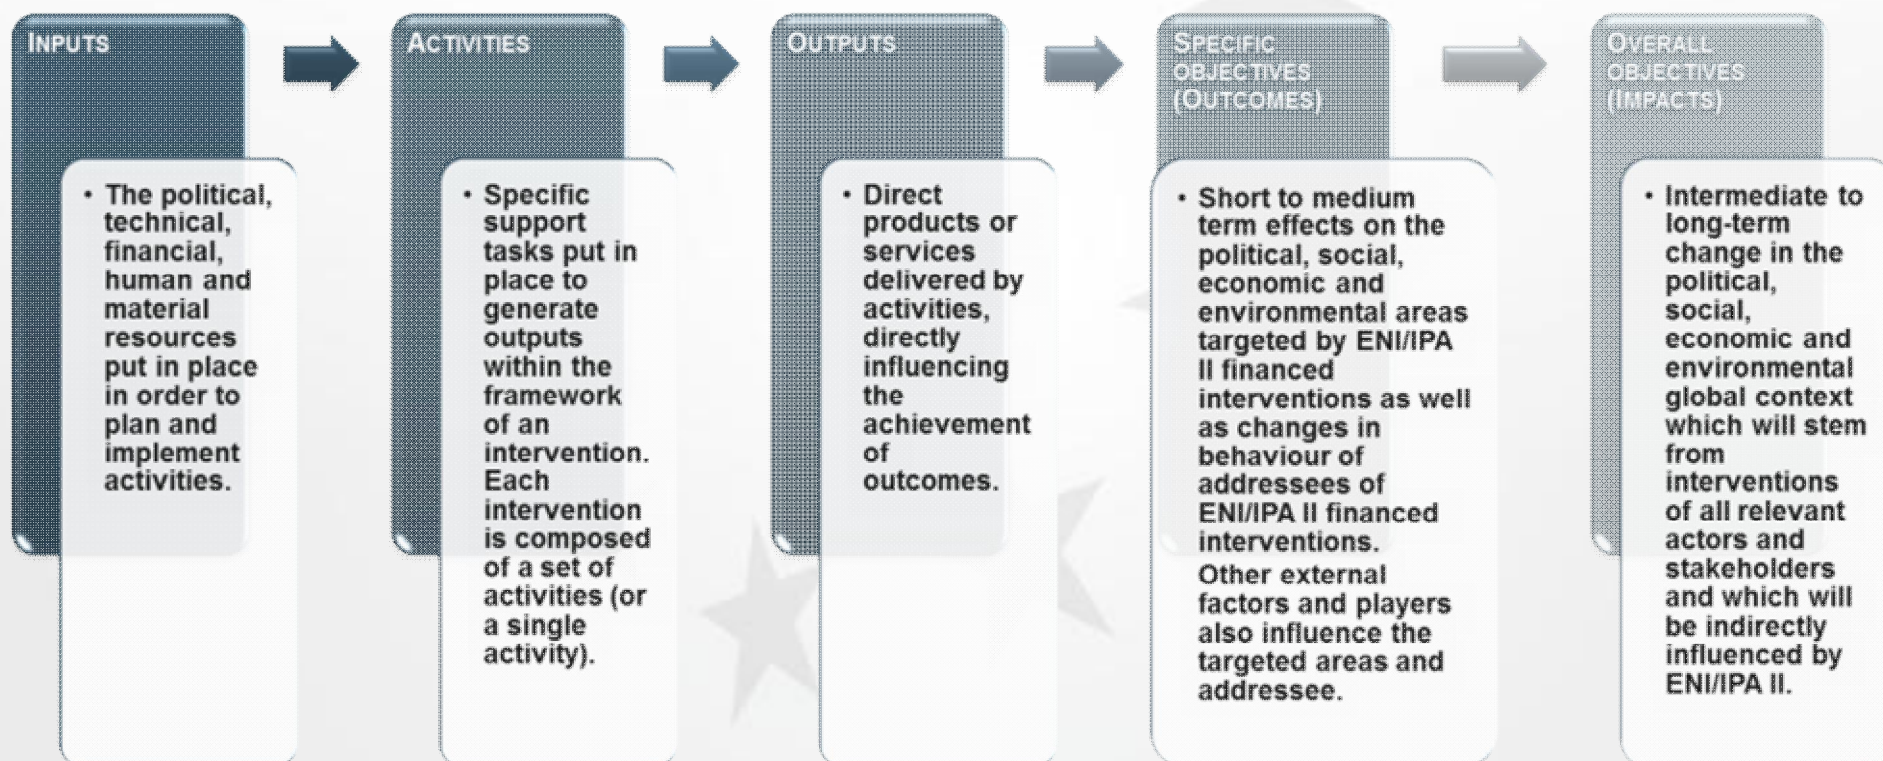 INPUTS
• The political,
technical,
financial,
human and
material
resources
put in place
in order to
plan and
implement
activities.
ACTIVITIES
• Specific
support
tasks put in
place to
generate
outputs
within the
framework
of an
intervention.
Each
intervention
is composed
of a set of
activities (or
a single
activity).
OUTPUTS
• Direct
products or
services
delivered by
activities,
directly
influencing
the
achievement
of
outcomes.
SPECIFIC
OBJECTIVES
(OUTCOMES)
• Short to medium
term effects on the
political, social,
economic and
environmental areas
targeted by ENI/IPA
II financed
interventions as well
as changes in
behaviour of
addressees of
ENI/IPA II financed
interventions.
Other external
factors and players
also influence the
targeted areas and
addressee.
OVERALL
OBJECTIVES
(IMPACTS)
• Intermediate to
long-term
change in the
political,
social,
economic and
environmental
global context
which will stem
from
interventions
of all relevant
actors and
stakeholders
and which will
be indirectly
influenced by
ENI/IPA II.